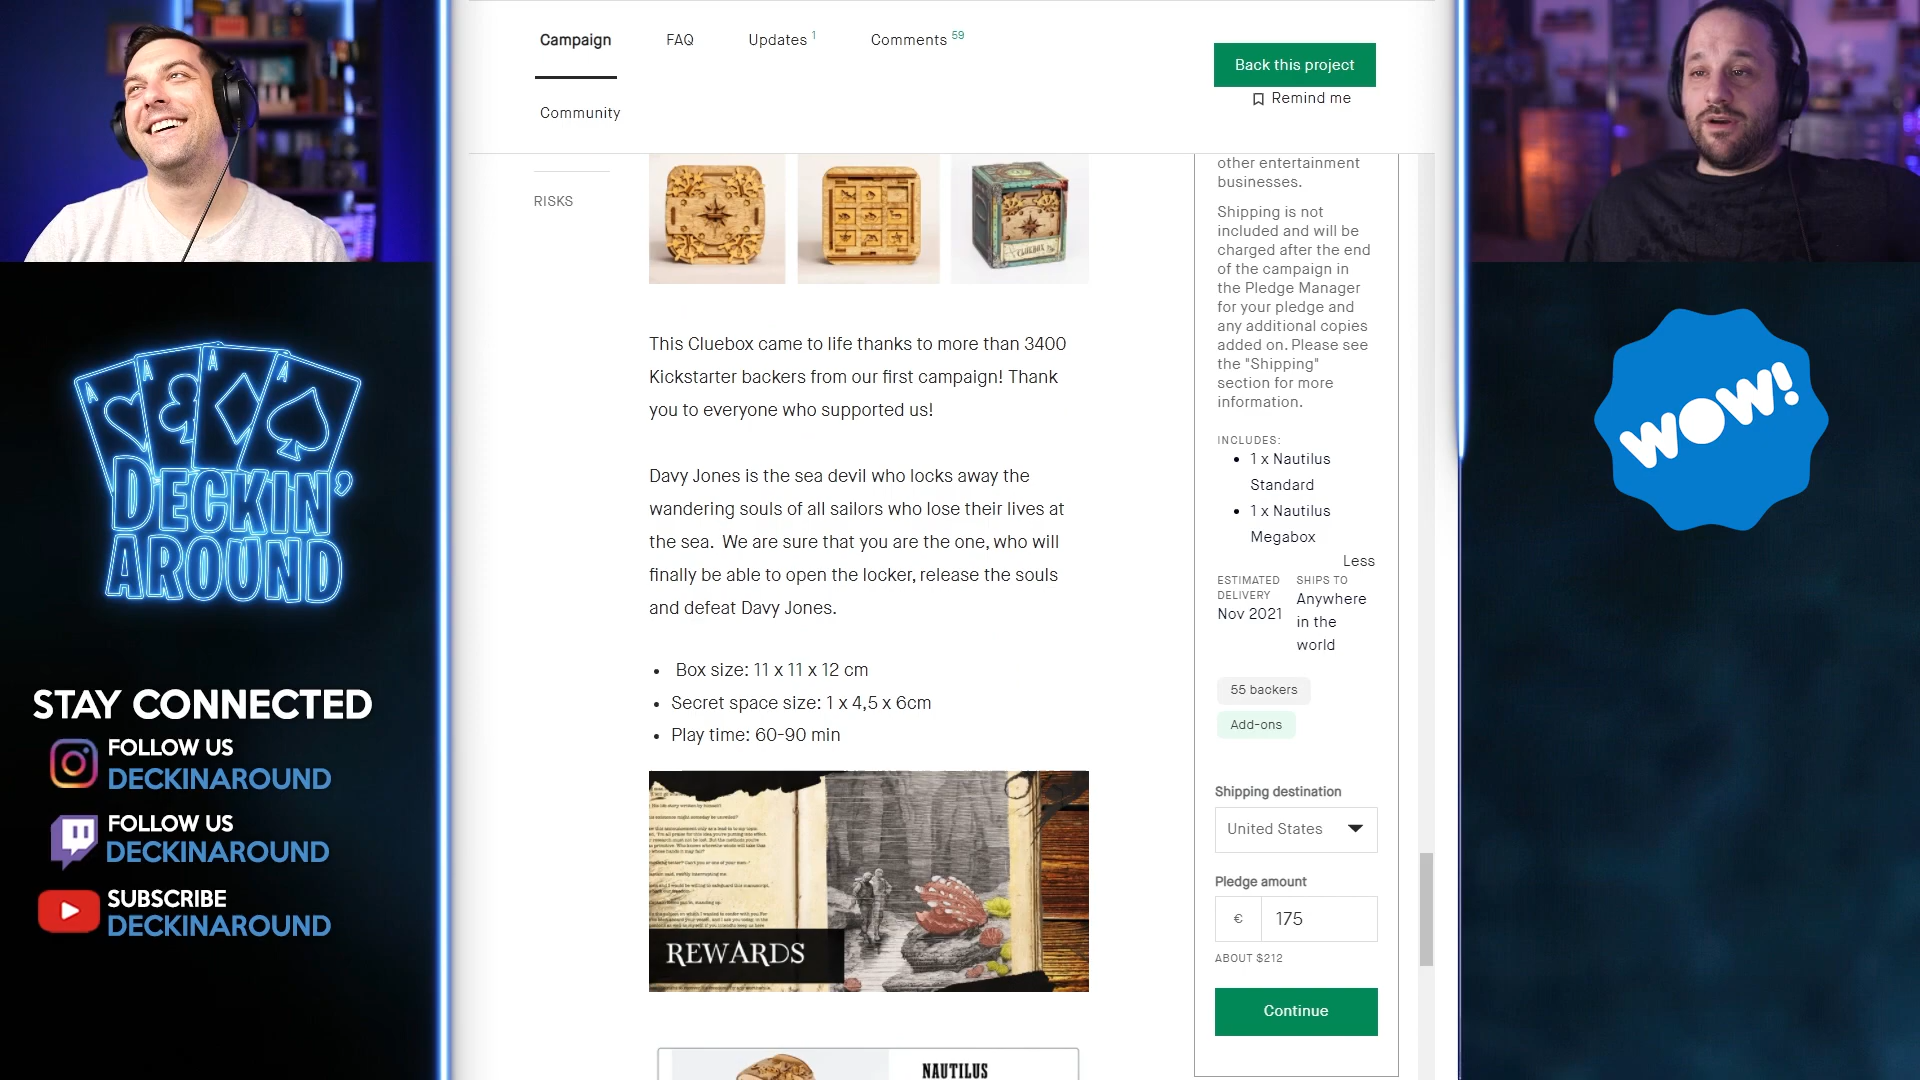 Campaign
FAQ
Updates 1
Comments 59
Community
Back this project
Remind me
RISKS
CLUEBOX
This Cluebox came to life thanks to more than 3400
Kickstarter backers from our first campaign! Thank
you to everyone who supported us!
Davy Jones is the sea devil who locks away the
wandering souls of all sailors who lose their lives at
the sea.  We are sure that you are the one, who will
finally be able to open the locker, release the souls
and defeat Davy Jones.
• Box size: 11 x 11 x 12 cm
• Secret space size: 1 x 4,5 x 6cm
• Play time: 60-90 min
REWARDS
NAUTILUS
other entertainment
businesses.
Shipping is not
included and will be
charged after the end
of the campaign in
the Pledge Manager
for your pledge and
any additional copies
added on. Please see
the "Shipping"
section for more
information.
INCLUDES:
• 1 x Nautilus
Standard
• 1 x Nautilus
Megabox
Less
ESTIMATED
DELIVERY
Nov 2021
SHIPS TO
Anywhere
in the
world
55 backers
Add-ons
Shipping destination
United States
Pledge amount
€ 175
ABOUT $212
Continue
A A A A
DECKIN'
AROUND
STAY CONNECTED
FOLLOW US
DECKINAROUND
FOLLOW US
DECKINAROUND
SUBSCRIBE
DECKINAROUND
WOW!